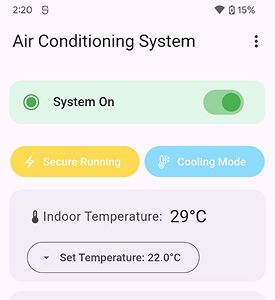 2:20 15%
Air Conditioning System
System On
Secure Running Cooling Mode
Indoor Temperature: 29°C
Set Temperature: 22.0°C